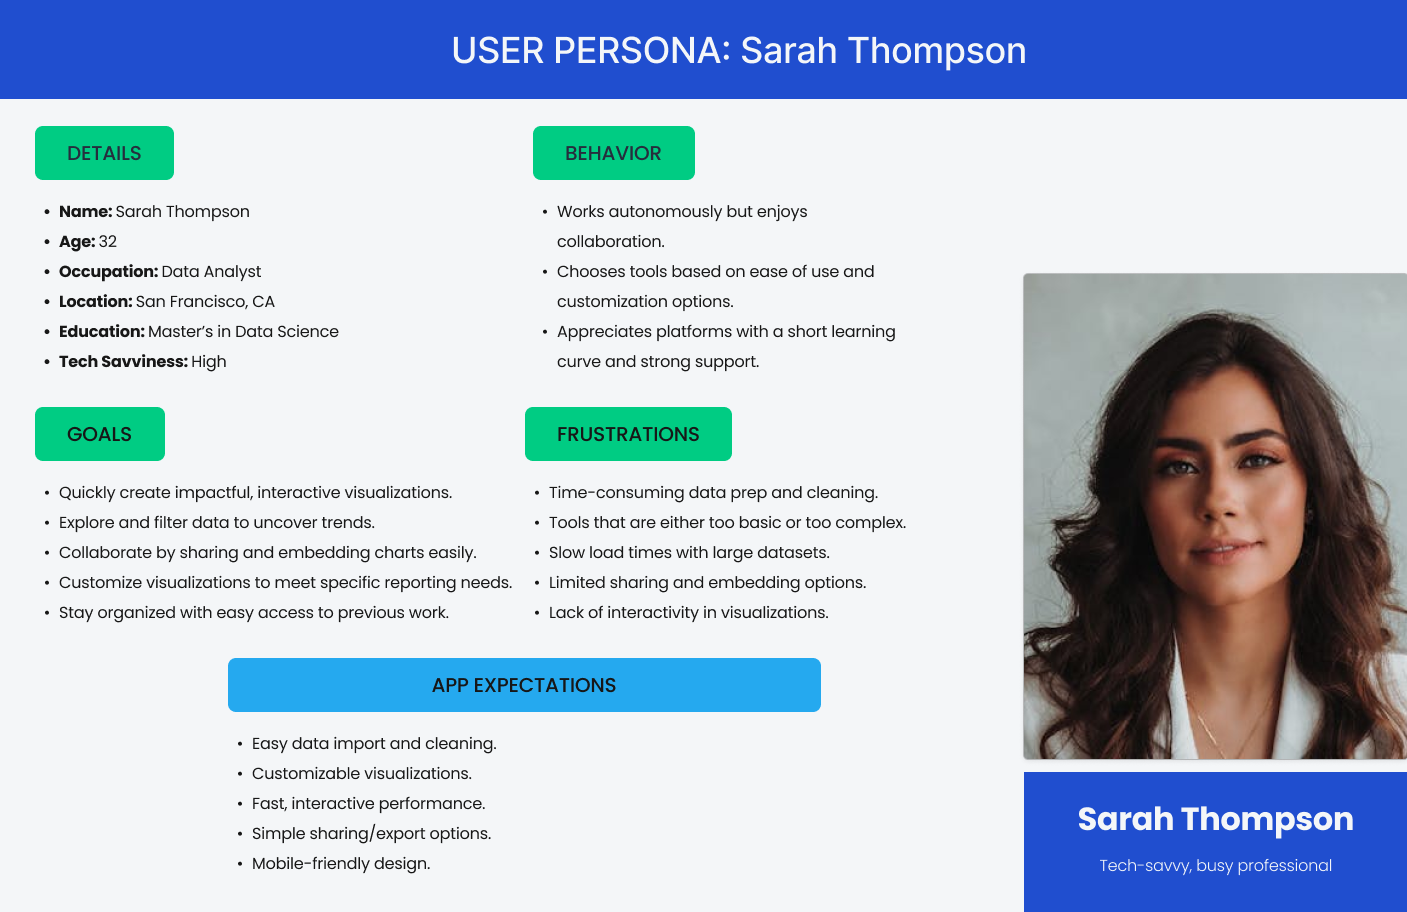 USER PERSONA: Sarah Thompson
DETAILS
• Name: Sarah Thompson
• Age: 32
• Occupation: Data Analyst
• Location: San Francisco, CA
• Education: Master’s in Data Science
• Tech Savviness: High
BEHAVIOR
• Works autonomously but enjoys
collaboration.
• Chooses tools based on ease of use and
customization options.
• Appreciates platforms with a short learning
curve and strong support.
GOALS
• Quickly create impactful, interactive visualizations.
• Explore and filter data to uncover trends.
• Collaborate by sharing and embedding charts easily.
• Customize visualizations to meet specific reporting needs.
• Stay organized with easy access to previous work.
FRUSTRATIONS
• Time-consuming data prep and cleaning.
• Tools that are either too basic or too complex.
• Slow load times with large datasets.
• Limited sharing and embedding options.
• Lack of interactivity in visualizations.
APP EXPECTATIONS
• Easy data import and cleaning.
• Customizable visualizations.
• Fast, interactive performance.
• Simple sharing/export options.
• Mobile-friendly design.
Sarah Thompson
Tech-savvy, busy professional